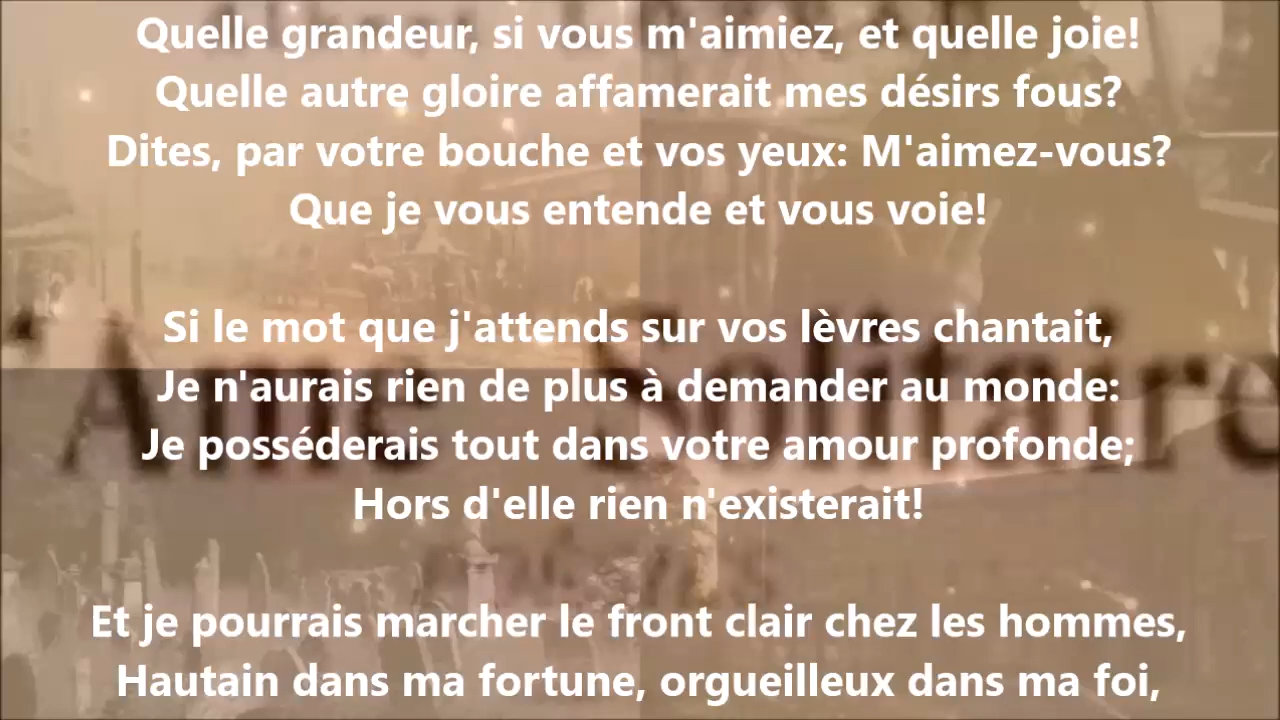 Quelle grandeur, si vous m'aimiez, et quelle joie!
Quelle autre gloire affamerait mes désirs fous?
Dites, par votre bouche et vos yeux: M'aimez-vous?
Que je vous entende et vous voie!
Si le mot que j'attends sur vos lèvres chantait,
Je n'aurais rien de plus à demander au monde:
Je posséderais tout dans votre amour profonde;
Hors d'elle rien n'existerait!
Et je pourrais marcher le front clair chez les hommes,
Hautain dans ma fortune, orgueilleux dans ma foi,
L'Ame Solitaire